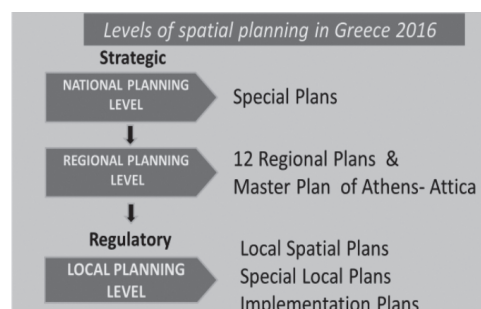 Levels of spatial planning in Greece 2016
Strategic
NATIONAL PLANNING
LEVEL
Special Plans
REGIONAL PLANNING
LEVEL
12 Regional Plans &
Master Plan of Athens- Attica
Regulatory
LOCAL PLANNING
LEVEL
Local Spatial Plans
Special Local Plans
Implementation Plans